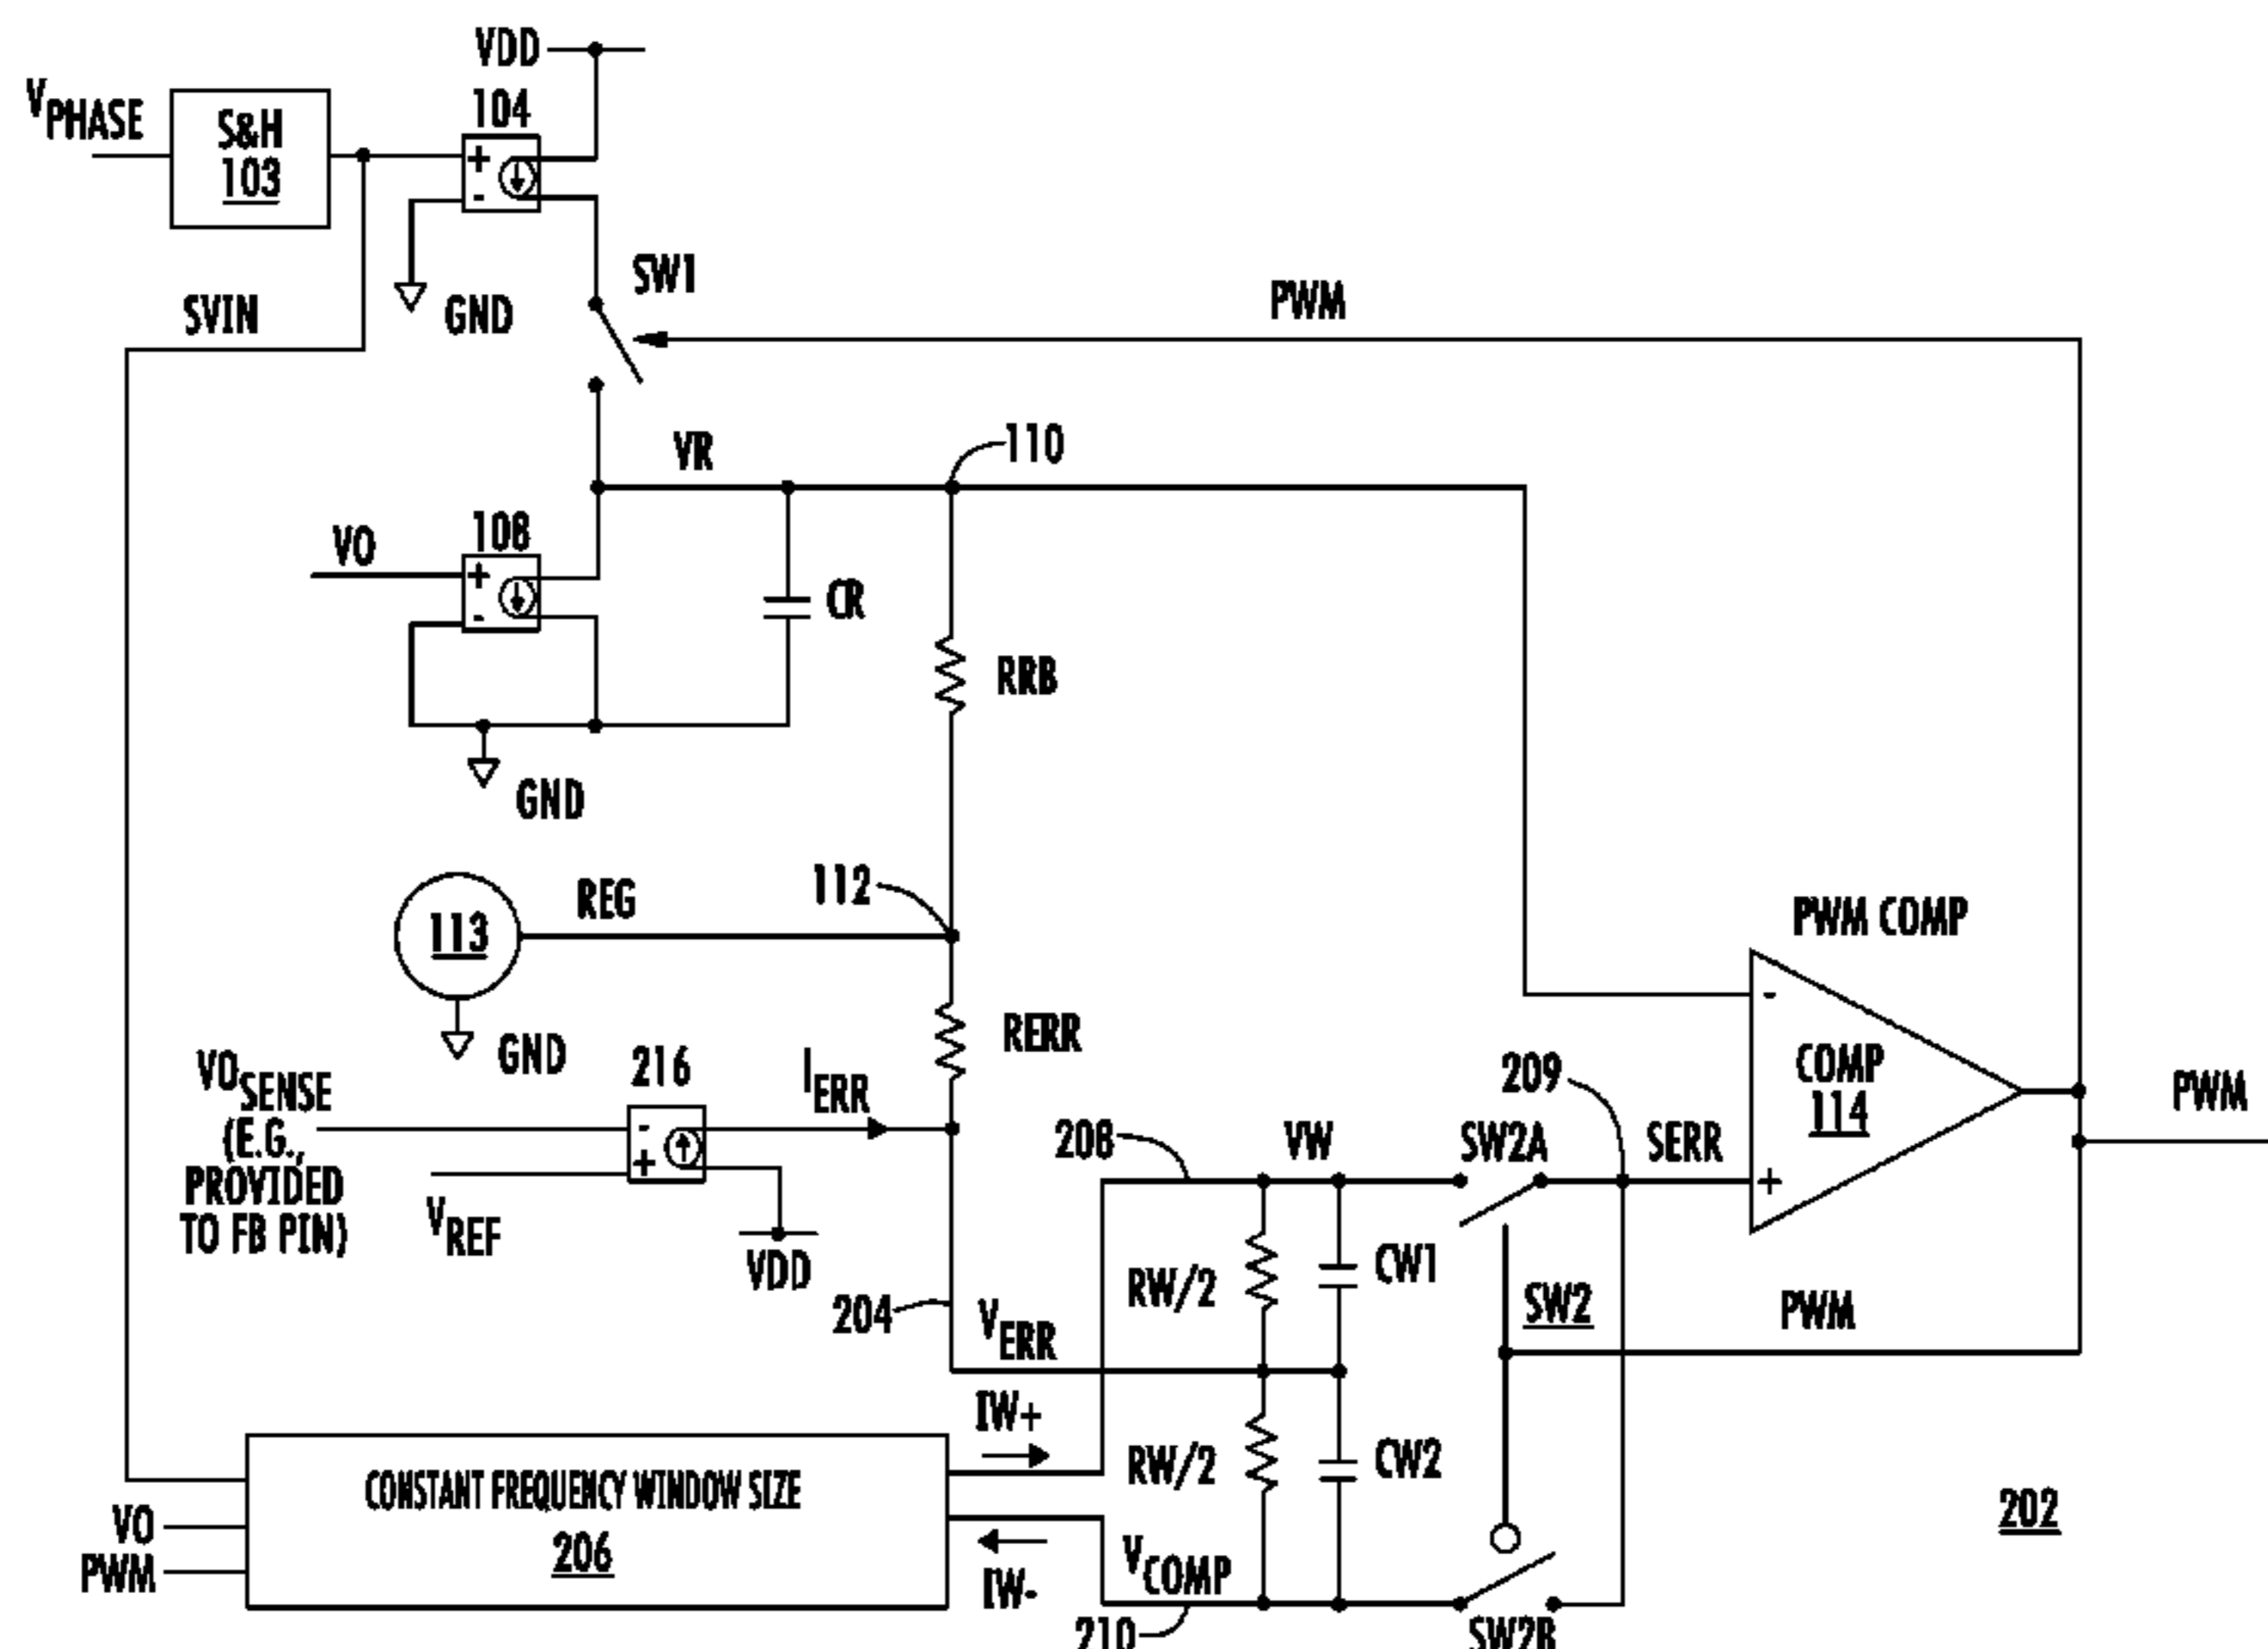 VDD
VPHASE
S&H
103
104
+
-
SVIN
GND
SW1
PWM
VR
110
VO
108
+
-
CR
RRB
GND
112
113
REG
GND
RERR
PWM COMP
-
COMP
114
+
PWM
VOSENSE
(E.G.,
PROVIDED
TO FB PIN)
216
-
+
IERR
VREF
VDD
208
VW
SW2A
209
SERR
RW/2
CW1
SW2
PWM
204
VERR
IW+
RW/2
CW2
CONSTANT FREQUENCY WINDOW SIZE
206
VO
PWM
IW-
VCOMP
202
210
SW2B